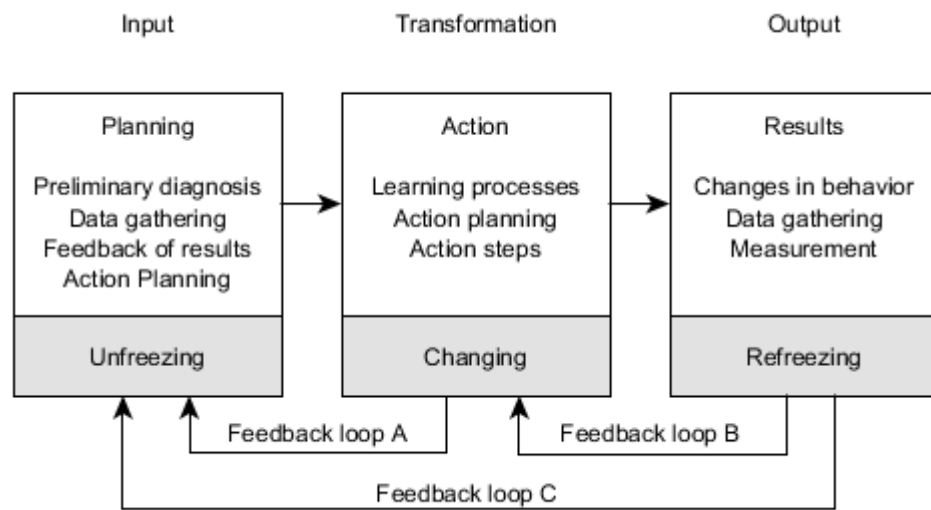 Input
Transformation
Output
Planning
Preliminary diagnosis
Data gathering
Feedback of results
Action Planning
Unfreezing
Action
Learning processes
Action planning
Action steps
Changing
Results
Changes in behavior
Data gathering
Measurement
Refreezing
Feedback loop A
Feedback loop B
Feedback loop C